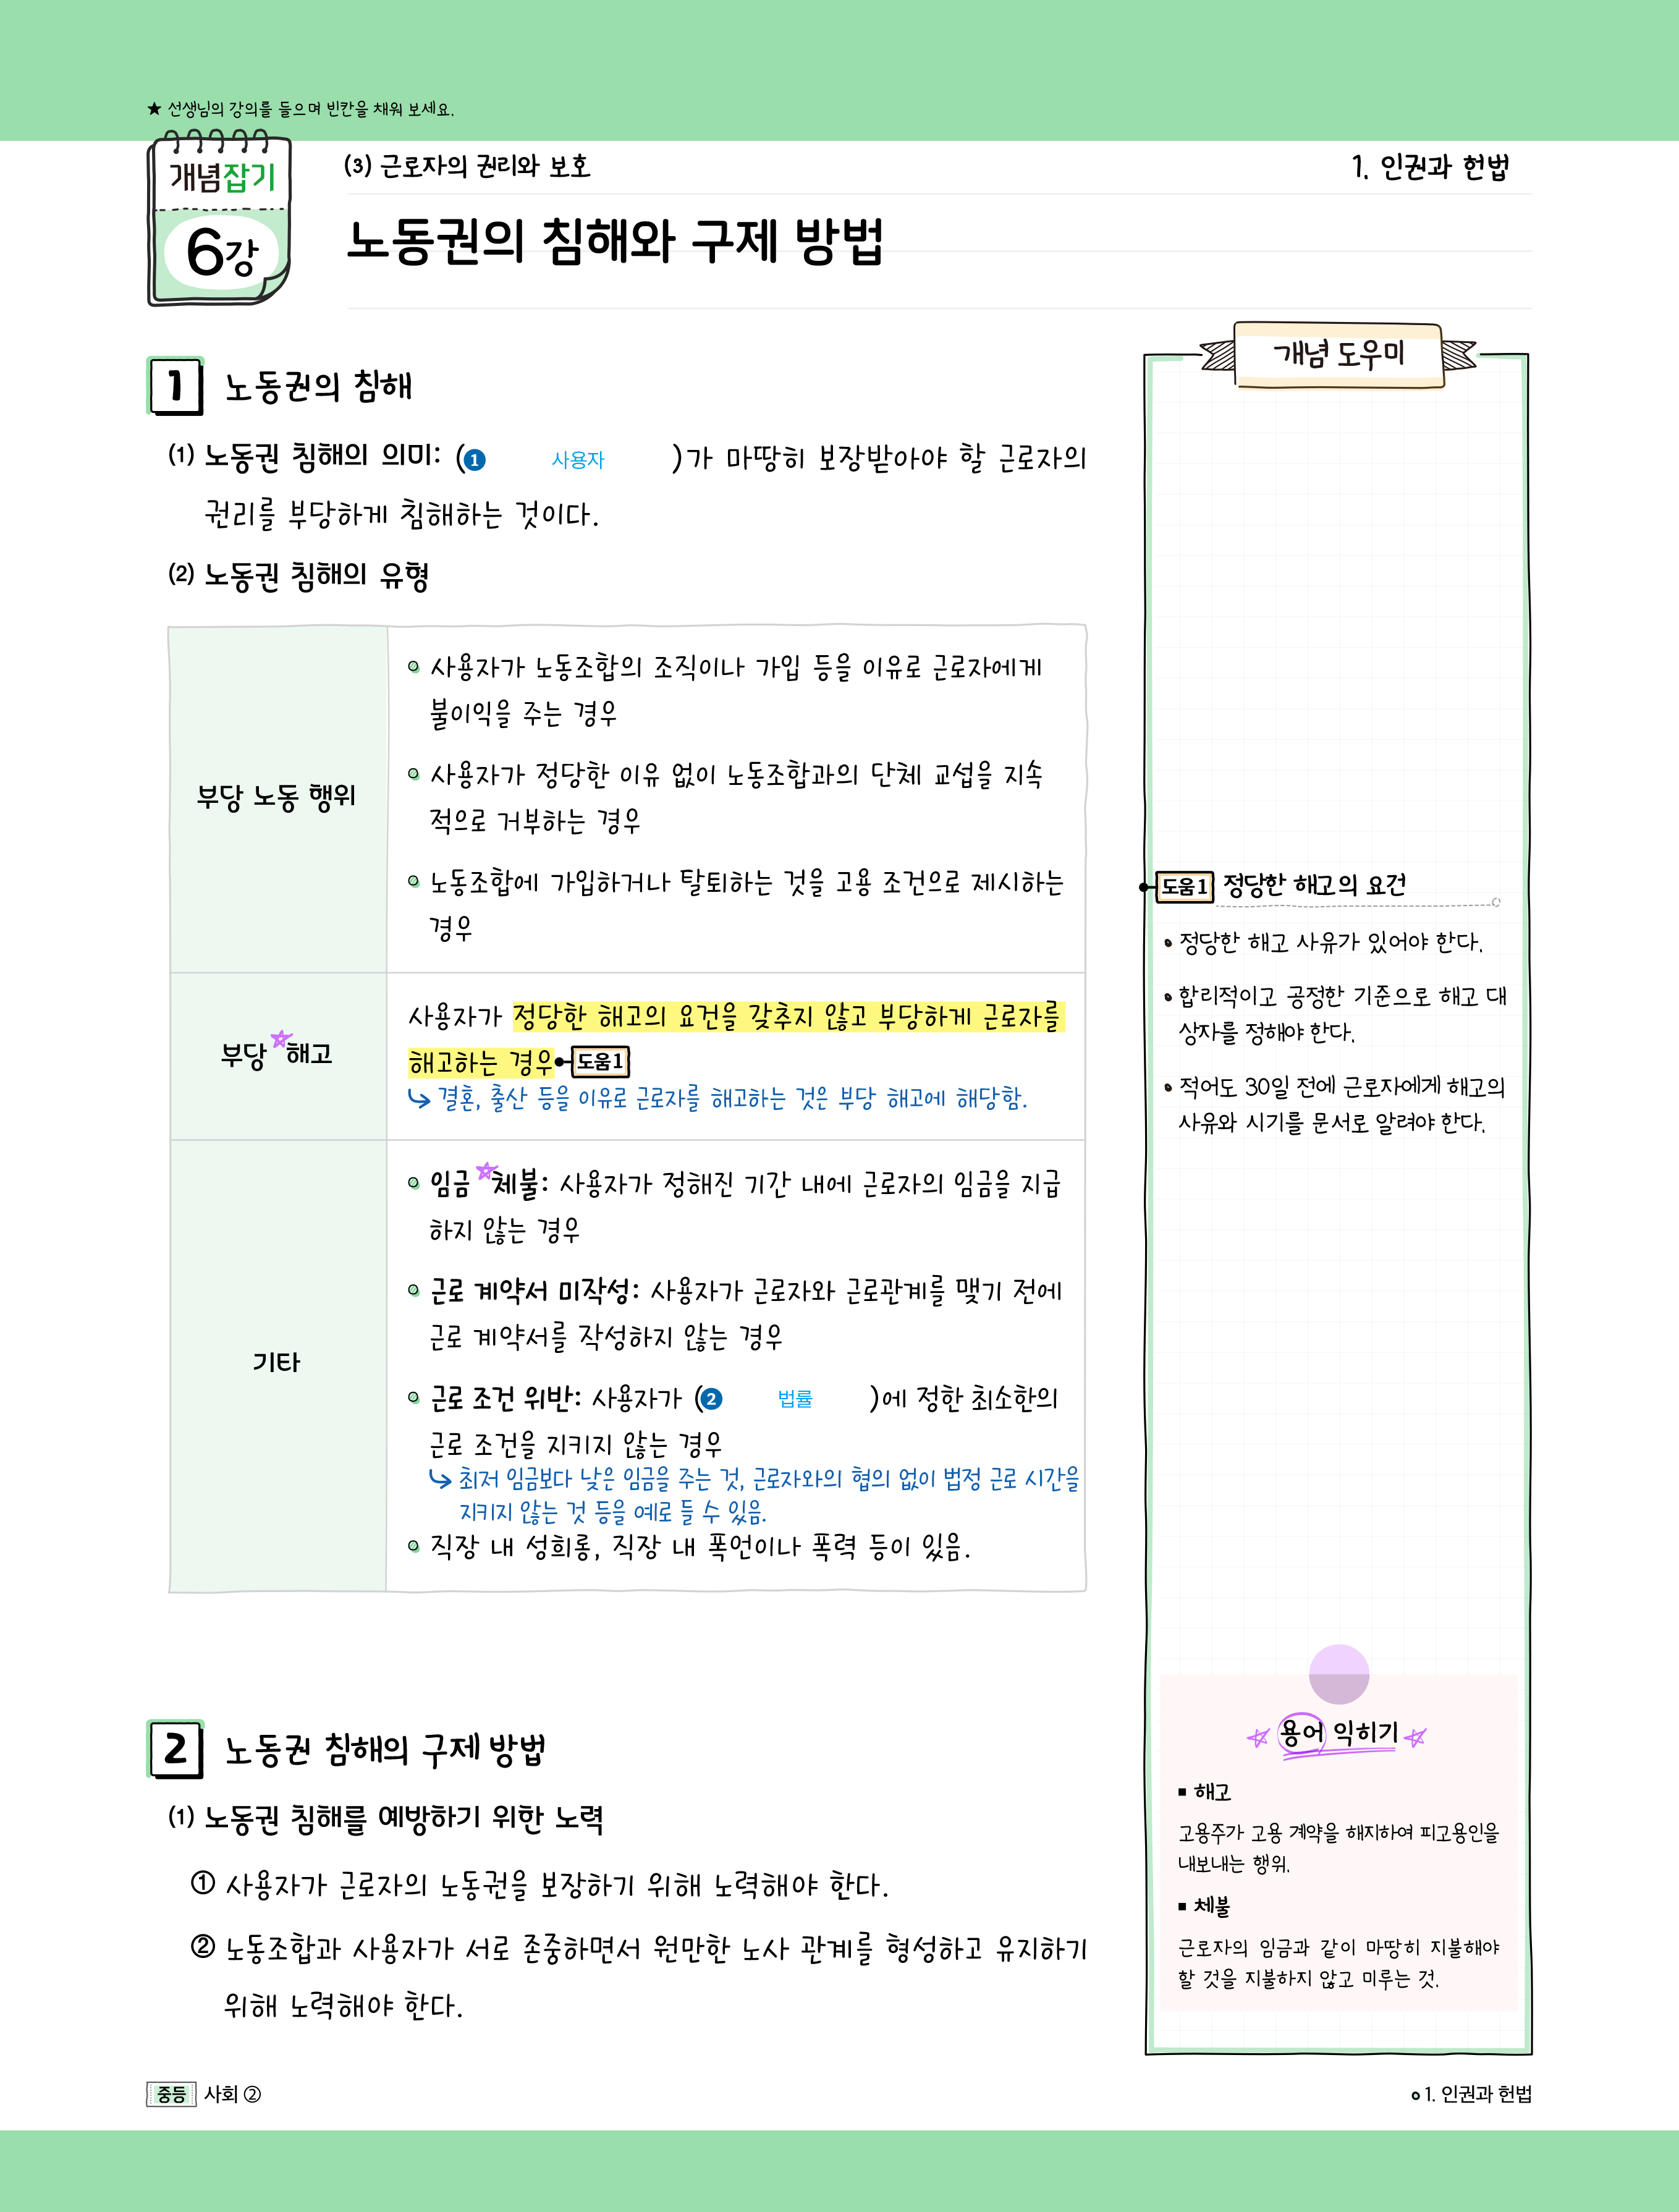 ★ 선생님의 강의를 들으며 빈칸을 채워 보세요.
개념잡기
6강
(3) 근로자의 권리와 보호
1. 인권과 헌법
노동권의 침해와 구제 방법
1 노동권의 침해
(1) 노동권 침해의 의미: (❶ 사용자 )가 마땅히 보장받아야 할 근로자의
권리를 부당하게 침해하는 것이다.
(2) 노동권 침해의 유형
부당 노동 행위
사용자가 노동조합의 조직이나 가입 등을 이유로 근로자에게
불이익을 주는 경우
사용자가 정당한 이유 없이 노동조합과의 단체 교섭을 지속
적으로 거부하는 경우
노동조합에 가입하거나 탈퇴하는 것을 고용 조건으로 제시하는
경우
부당 해고
사용자가 정당한 해고의 요건을 갖추지 않고 부당하게 근로자를
해고하는 경우 도움1
결혼, 출산 등을 이유로 근로자를 해고하는 것은 부당 해고에 해당함.
기타
임금 체불: 사용자가 정해진 기간 내에 근로자의 임금을 지급
하지 않는 경우
근로 계약서 미작성: 사용자가 근로자와 근로관계를 맺기 전에
근로 계약서를 작성하지 않는 경우
근로 조건 위반: 사용자가 (❷ 법률 )에 정한 최소한의
근로 조건을 지키지 않는 경우
최저 임금보다 낮은 임금을 주는 것, 근로자와의 협의 없이 법정 근로 시간을
지키지 않는 것 등을 예로 들 수 있음.
직장 내 성희롱, 직장 내 폭언이나 폭력 등이 있음.
2 노동권 침해의 구제 방법
(1) 노동권 침해를 예방하기 위한 노력
① 사용자가 근로자의 노동권을 보장하기 위해 노력해야 한다.
② 노동조합과 사용자가 서로 존중하면서 원만한 노사 관계를 형성하고 유지하기
위해 노력해야 한다.
개념 도우미
도움1 정당한 해고의 요건
• 정당한 해고 사유가 있어야 한다.
• 합리적이고 공정한 기준으로 해고 대
상자를 정해야 한다.
• 적어도 30일 전에 근로자에게 해고의
사유와 시기를 문서로 알려야 한다.
용어 익히기
■ 해고
고용주가 고용 계약을 해지하여 피고용인을
내보내는 행위.
■ 체불
근로자의 임금과 같이 마땅히 지불해야
할 것을 지불하지 않고 미루는 것.
중등 사회 ②
1. 인권과 헌법